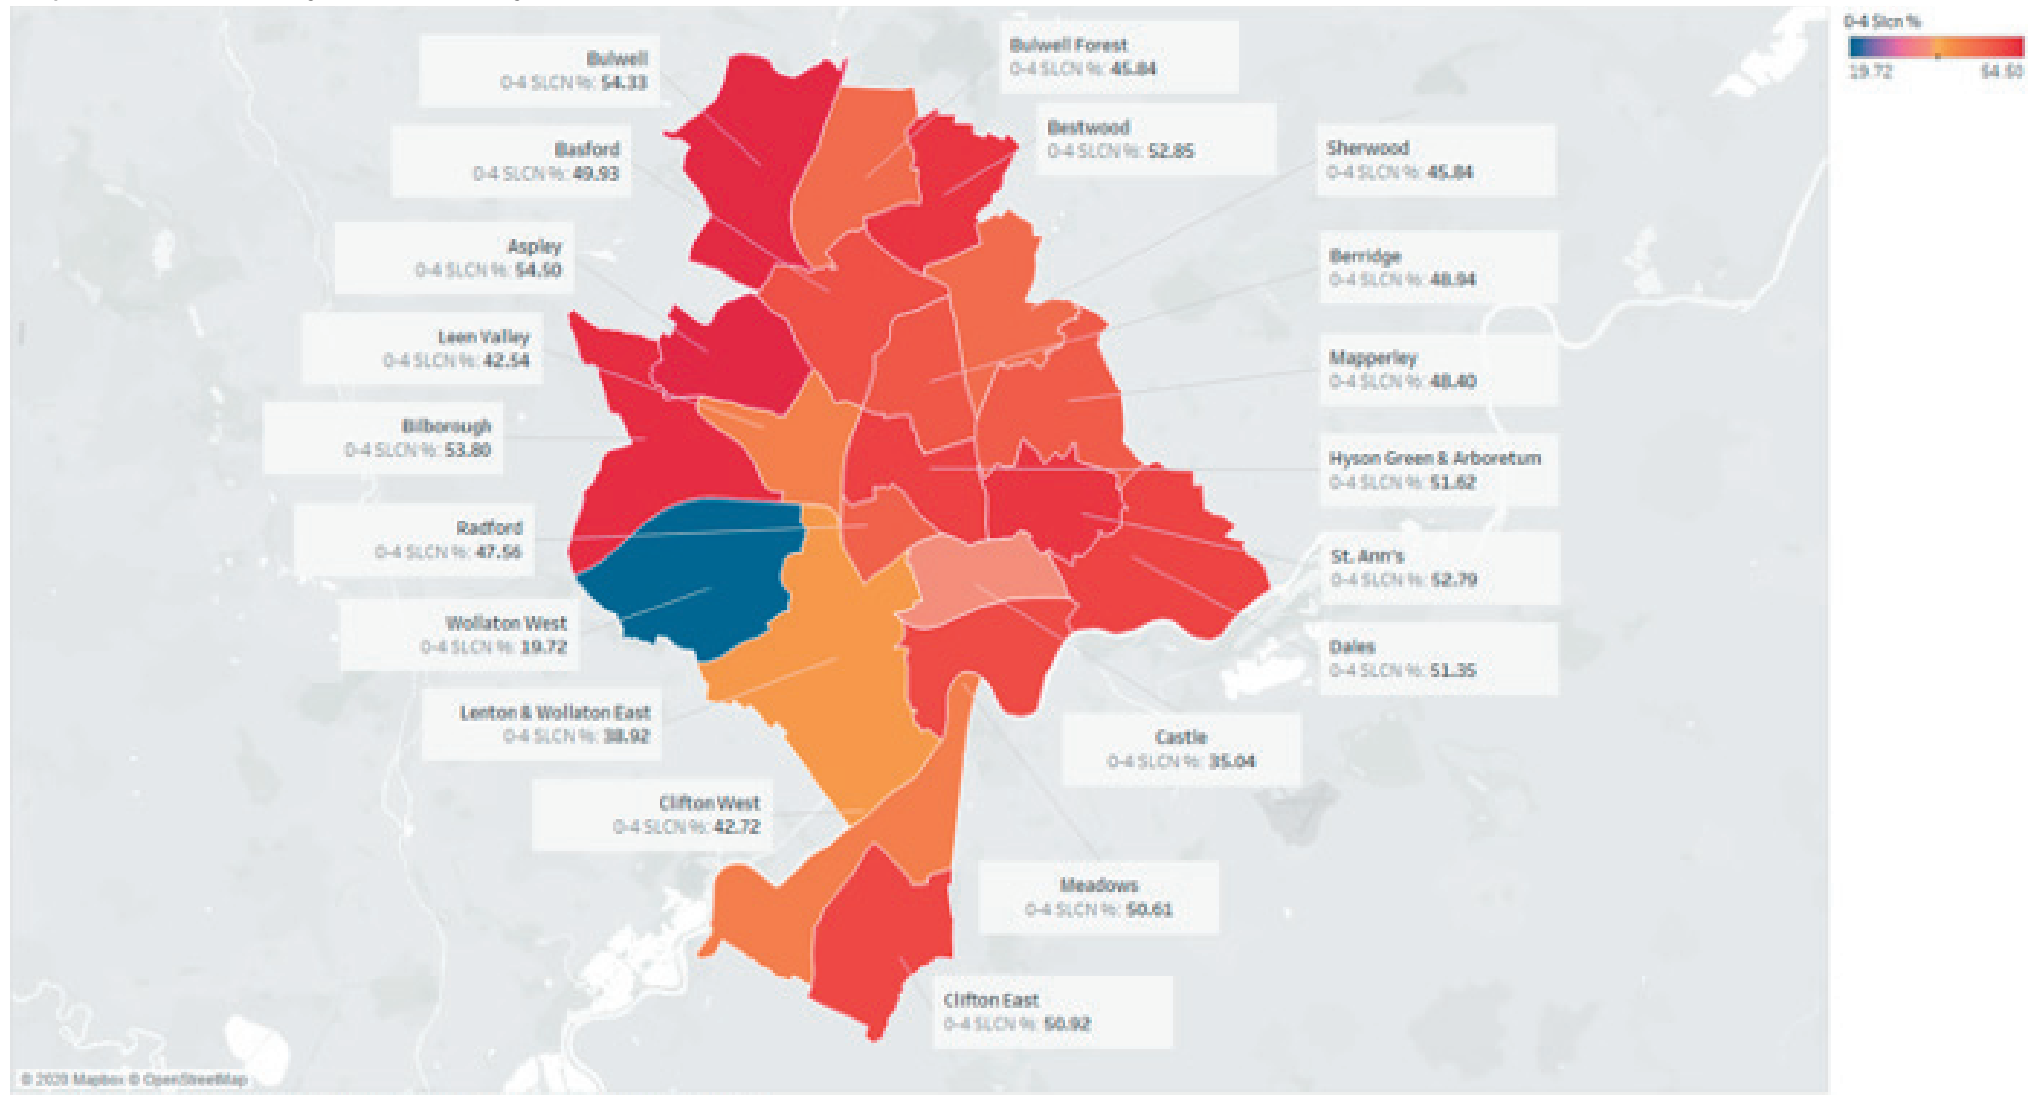 0-4 Slcn %
19.72 54.50
Bulwell
0-4 SLCN %: 54.33
Bulwell Forest
0-4 SLCN %: 45.84
Basford
0-4 SLCN %: 49.93
Bestwood
0-4 SLCN %: 52.85
Sherwood
0-4 SLCN %: 45.84
Aspley
0-4 SLCN %: 54.50
Berridge
0-4 SLCN %: 48.94
Leen Valley
0-4 SLCN %: 42.54
Mapperley
0-4 SLCN %: 48.40
Bilborough
0-4 SLCN %: 53.80
Hyson Green & Arboretum
0-4 SLCN %: 51.62
Radford
0-4 SLCN %: 47.56
St. Ann's
0-4 SLCN %: 52.79
Wollaton West
0-4 SLCN %: 19.72
Dales
0-4 SLCN %: 51.35
Lenton & Wollaton East
0-4 SLCN %: 38.92
Castle
0-4 SLCN %: 35.04
Clifton West
0-4 SLCN %: 42.72
Meadows
0-4 SLCN %: 50.61
Clifton East
0-4 SLCN %: 50.92
© 2020 Mapbox © OpenStreetMap